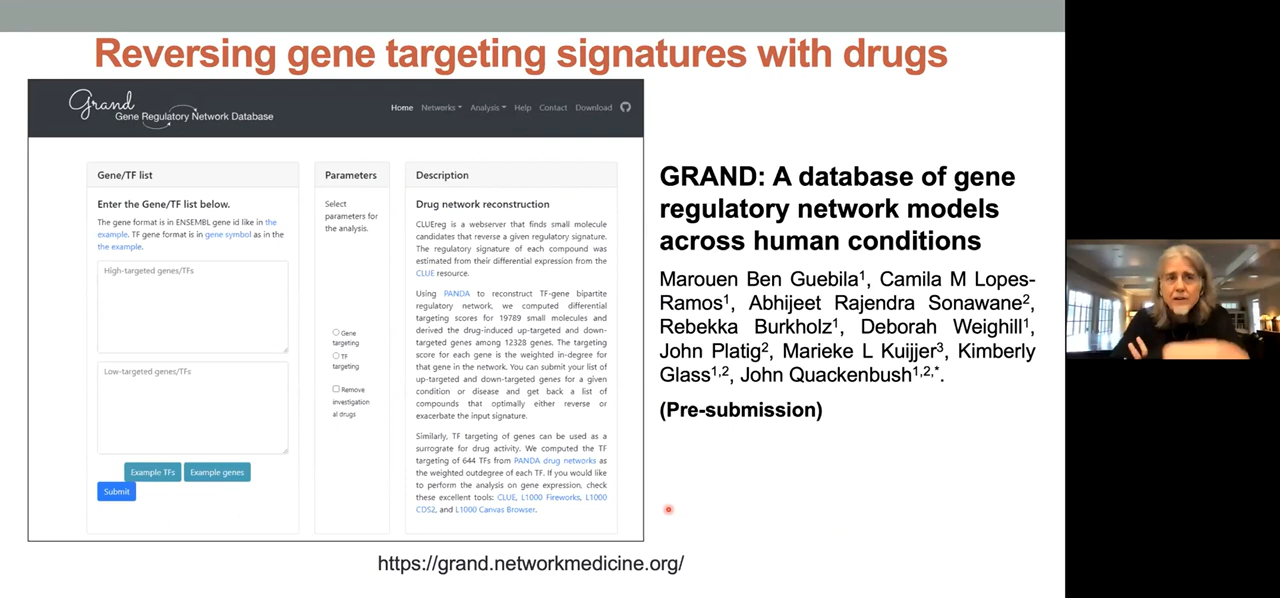 Reversing gene targeting signatures with drugs
Grand
Gene Regulatory Network Database
Home Networks Analysis Help Contact Download
Gene/TF list
Enter the Gene/TF list below.
The gene format is in ENSEMBL gene id like in the
example. TF gene format is in gene symbol as in the
the example.
High-targeted genes/TFs
Low-targeted genes/TFs
Example TFs Example genes
Submit
Parameters
Select
parameters for
the analysis.
Gene
targeting
TF
targeting
Remove
investigation
al drugs
Description
Drug network reconstruction
CLUEreg is a webserver that finds small molecule
candidates that reverse a given regulatory signature.
The regulatory signature of each compound was
estimated from their differential expression from the
CLUE resource.
Using PANDA to reconstruct TF-gene bipartite
regulatory network, we computed differential
targeting scores for 19789 small molecules and
derived the drug-induced up-targeted and down-
targeted genes among 12328 genes. The targeting
score for each gene is the weighted in-degree for
that gene in the network. You can submit your list
of up-targeted and down-targeted genes for a given
condition or disease and get back a list of
compounds that optimally either reverse or
exacerbate the input signature.
Similarly, TF targeting of genes can be used as a
surrogate for drug activity. We computed the TF
targeting of 644 TFs from PANDA drug networks as
the weighted outdegree of each TF. If you would like
to perform the analysis on gene expression, check
these excellent tools: CLUE, L1000 Fireworks, L1000
CDS2, and L1000 Canvas Browser.
GRAND: A database of gene
regulatory network models
across human conditions
Marouen Ben Guebila1, Camila M Lopes-
Ramos1, Abhijeet Rajendra Sonawane2,
Rebekka Burkholz1, Deborah Weighill1,
John Platig2, Marieke L Kuijjer3, Kimberly
Glass1,2, John Quackenbush1,2,*.
(Pre-submission)
https://grand.networkmedicine.org/